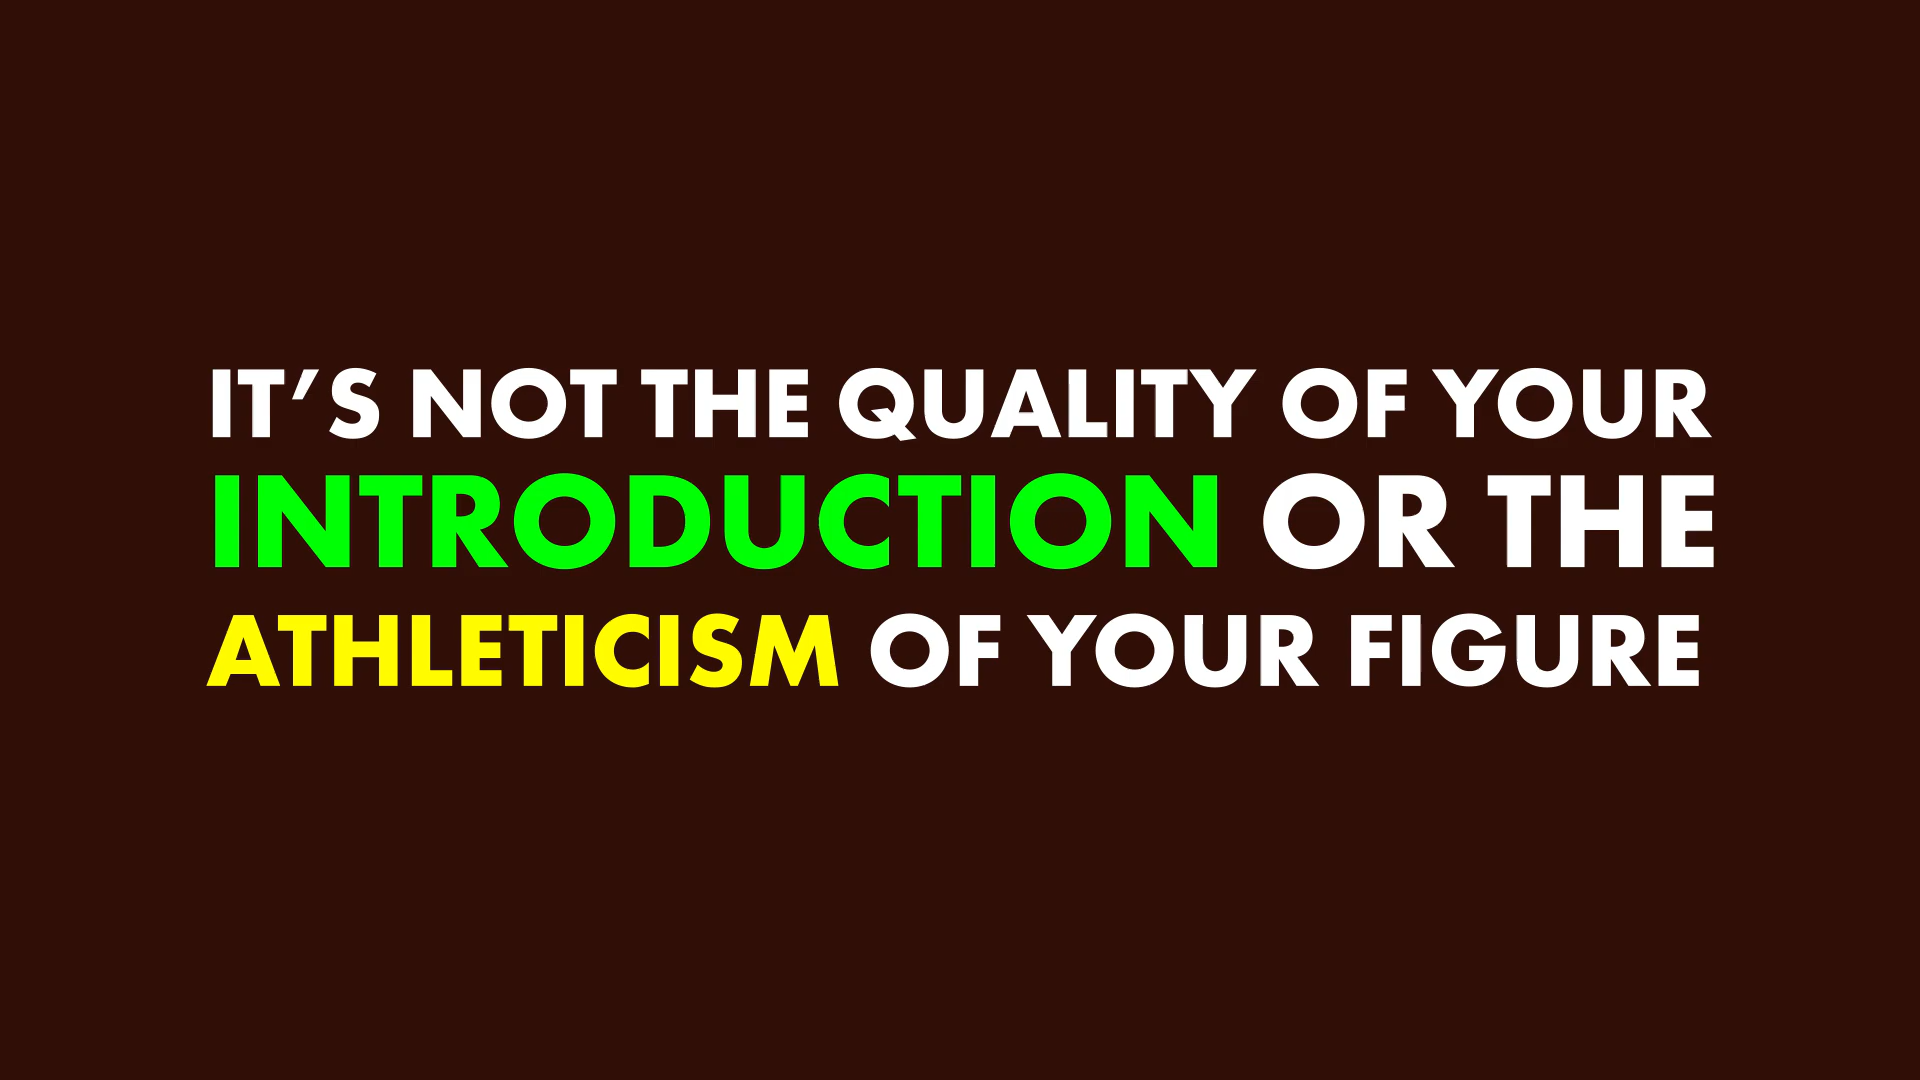 IT’S NOT THE QUALITY OF YOUR
INTRODUCTION OR THE
ATHLETICISM OF YOUR FIGURE